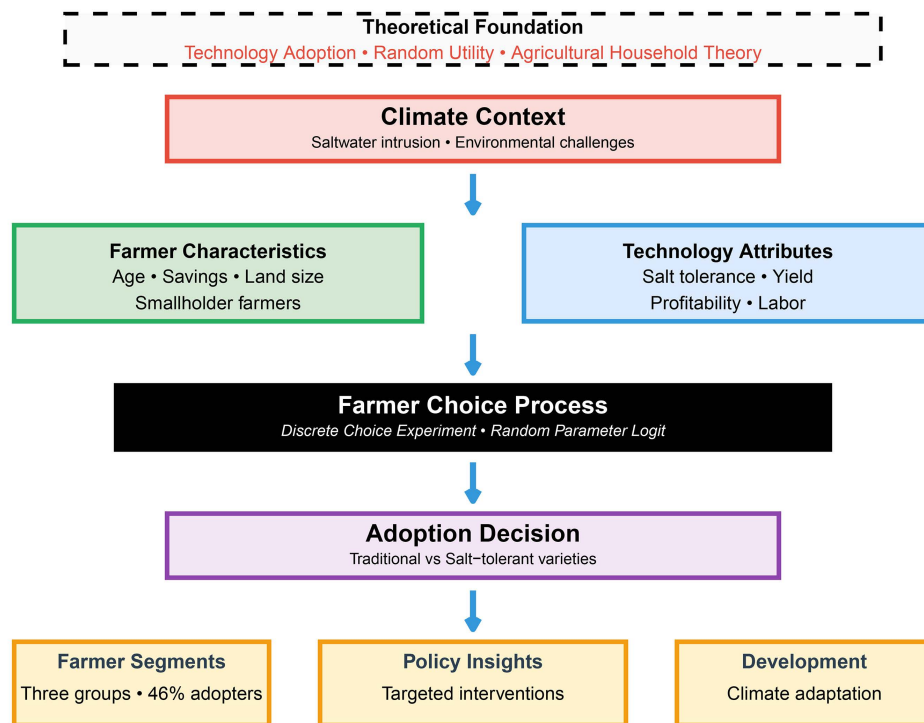 Theoretical Foundation
Technology Adoption • Random Utility • Agricultural Household Theory
Climate Context
Saltwater intrusion • Environmental challenges
Farmer Characteristics
Age • Savings • Land size
Smallholder farmers
Technology Attributes
Salt tolerance • Yield
Profitability • Labor
Farmer Choice Process
Discrete Choice Experiment • Random Parameter Logit
Adoption Decision
Traditional vs Salt−tolerant varieties
Farmer Segments
Three groups • 46% adopters
Policy Insights
Targeted interventions
Development
Climate adaptation